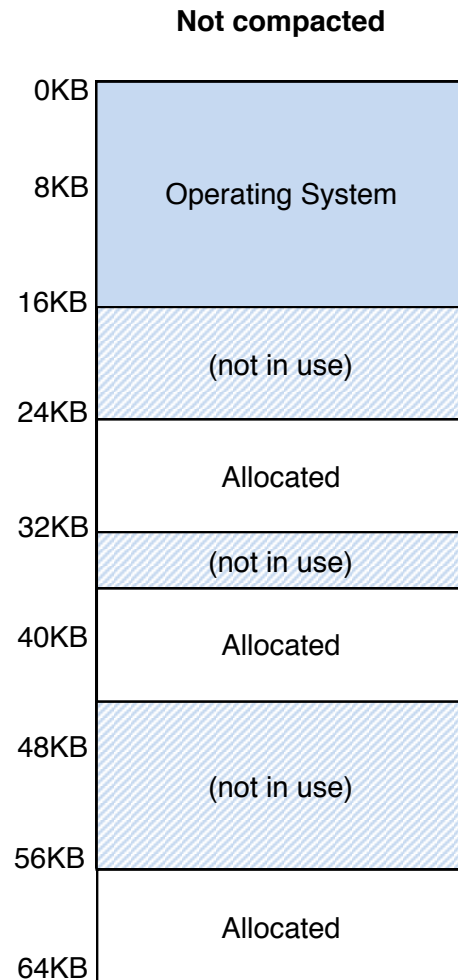 Not compacted
0KB
8KB
Operating System
16KB
(not in use)
24KB
Allocated
32KB
(not in use)
40KB
Allocated
48KB
(not in use)
56KB
Allocated
64KB